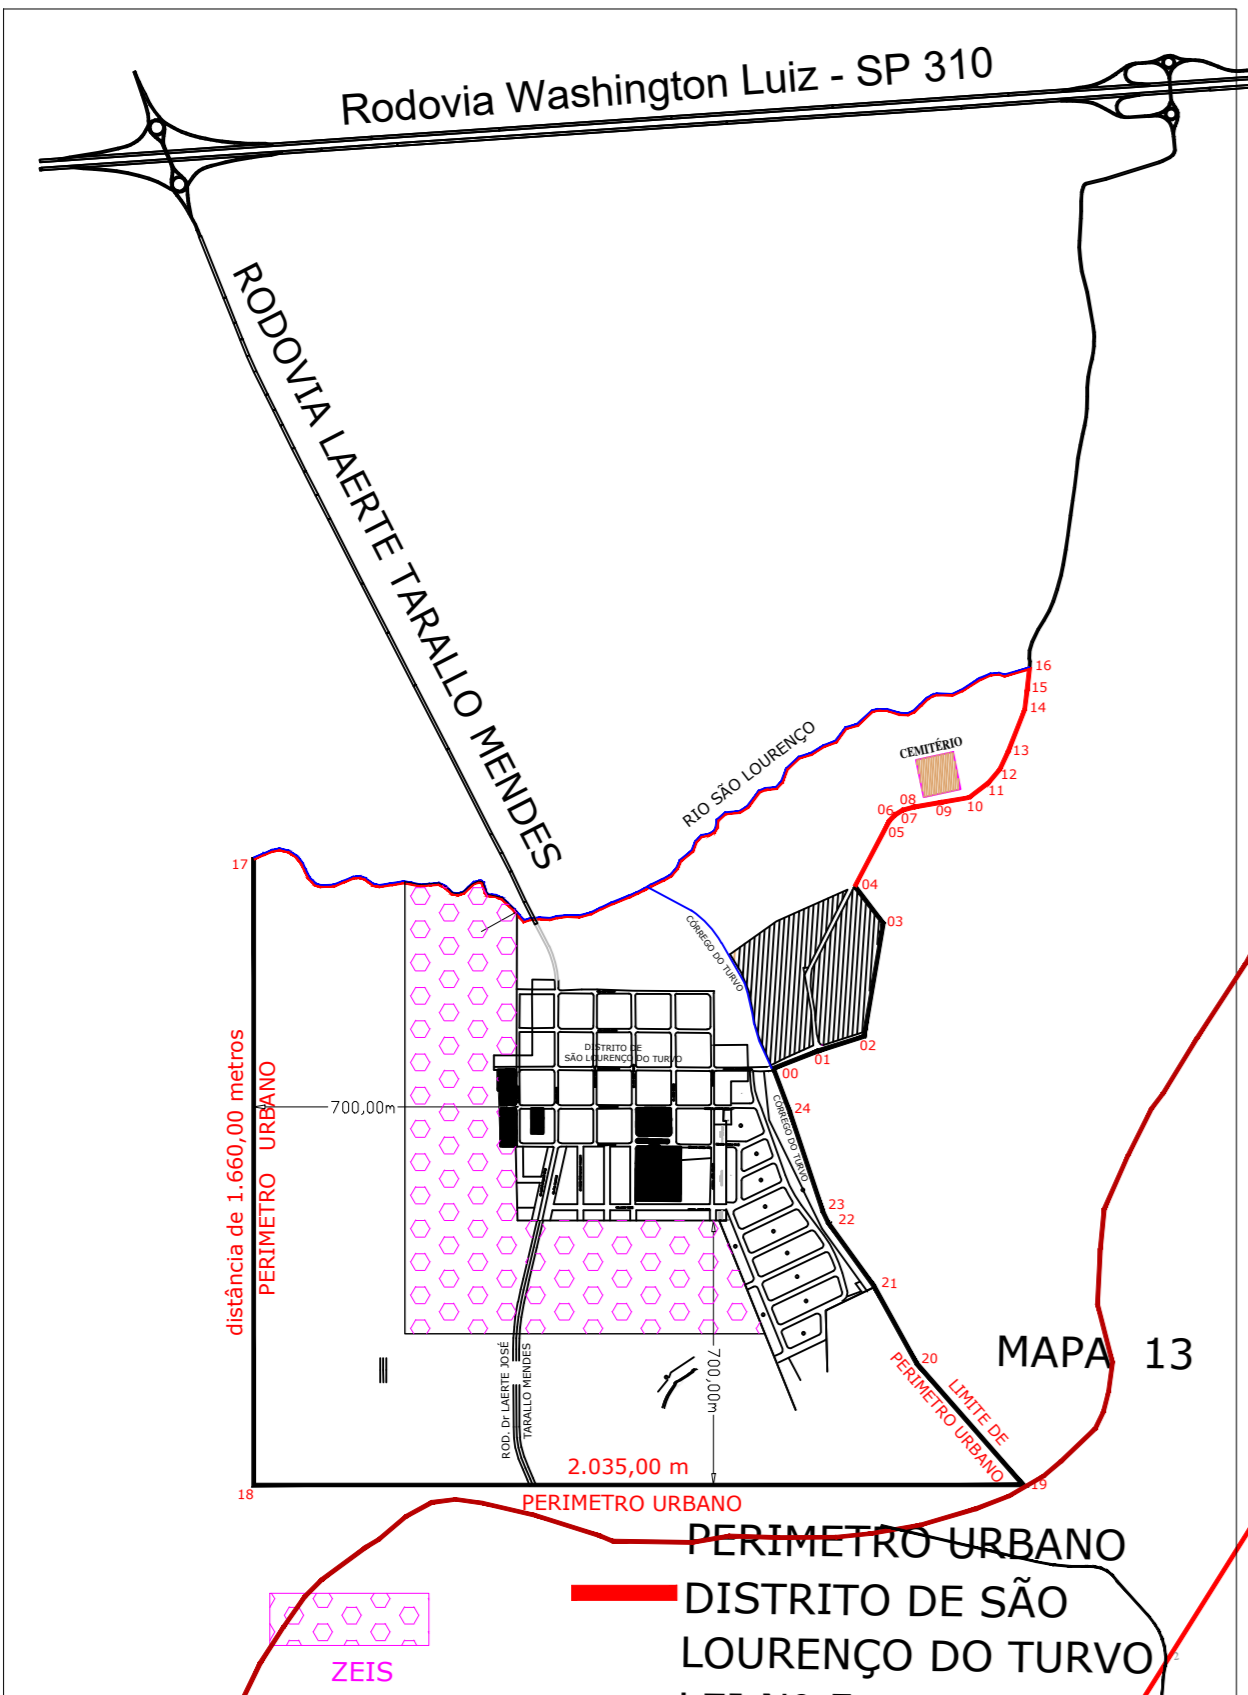 Rodovia Washington Luiz - SP 310
RODOVIA LAERTE TARALLO MENDES
16
15
14
RIO SÃO LOURENÇO
CEMITÉRIO
13
12
11
10
09
08
07
06
05
17
04
03
CÓRREGO DO TURVO
02
01
00
DISTRITO DE
SÃO LOURENÇO DO TURVO
distância de 1.660,00 metros
PERIMETRO URBANO
700,00m
24
CÓRREGO DO TURVO
23
22
21
MAPA 13
20
LIMITE DE
PERIMETRO URBANO
700,00m
ROD. Dr LAERTE JOSÉ
TARALLO MENDES
2.035,00 m
18
19
PERIMETRO URBANO
PERIMETRO URBANO
DISTRITO DE SÃO
LOURENÇO DO TURVO
ZEIS
2